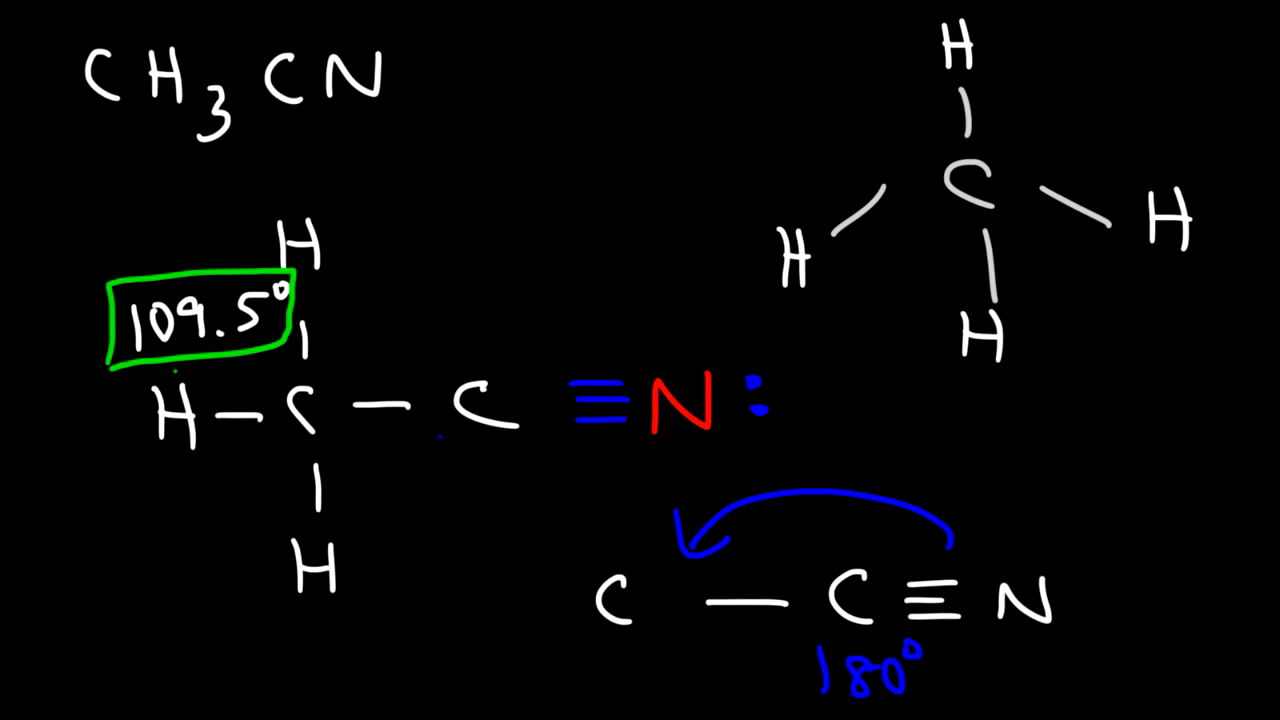 CH3CN
H
109.5°
H – C – C ≡ N :
H
H
H C H
H
C – C ≡ N
180°